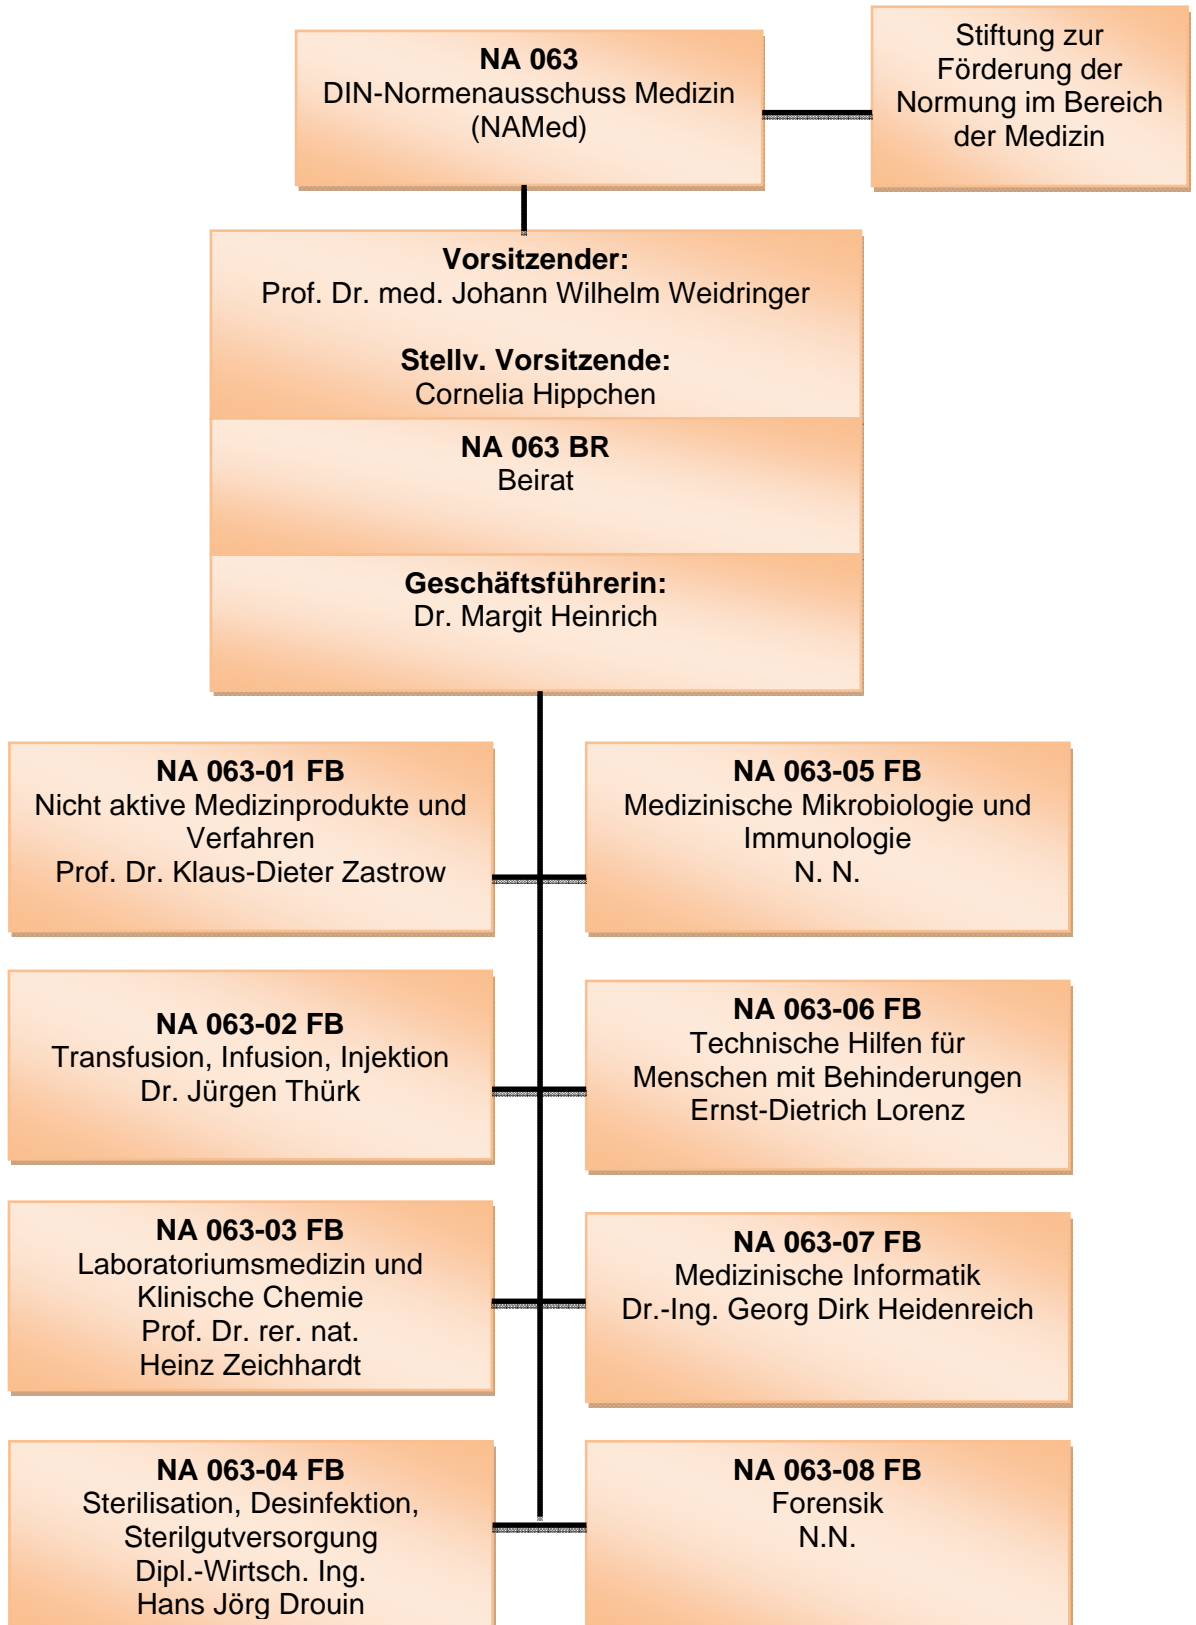 NA 063
DIN-Normenausschuss Medizin
(NAMed)
Stiftung zur
Förderung der
Normung im Bereich
der Medizin
Vorsitzender:
Prof. Dr. med. Johann Wilhelm Weidringer
Stellv. Vorsitzende:
Cornelia Hippchen
NA 063 BR
Beirat
Geschäftsführerin:
Dr. Margit Heinrich
NA 063-01 FB
Nicht aktive Medizinprodukte und
Verfahren
Prof. Dr. Klaus-Dieter Zastrow
NA 063-05 FB
Medizinische Mikrobiologie und
Immunologie
N. N.
NA 063-02 FB
Transfusion, Infusion, Injektion
Dr. Jürgen Thürk
NA 063-06 FB
Technische Hilfen für
Menschen mit Behinderungen
Ernst-Dietrich Lorenz
NA 063-03 FB
Laboratoriumsmedizin und
Klinische Chemie
Prof. Dr. rer. nat.
Heinz Zeichhardt
NA 063-07 FB
Medizinische Informatik
Dr.-Ing. Georg Dirk Heidenreich
NA 063-04 FB
Sterilisation, Desinfektion,
Sterilgutversorgung
Dipl.-Wirtsch. Ing.
Hans Jörg Drouin
NA 063-08 FB
Forensik
N.N.